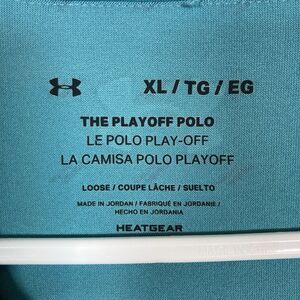 XL / TG / EG
THE PLAYOFF POLO
LE POLO PLAY-OFF
LA CAMISA POLO PLAYOFF
LOOSE / COUPE LÂCHE / SUELTO
MADE IN JORDAN / FABRIQUÉ EN JORDANIE /
HECHO EN JORDANIA
HEATGEAR